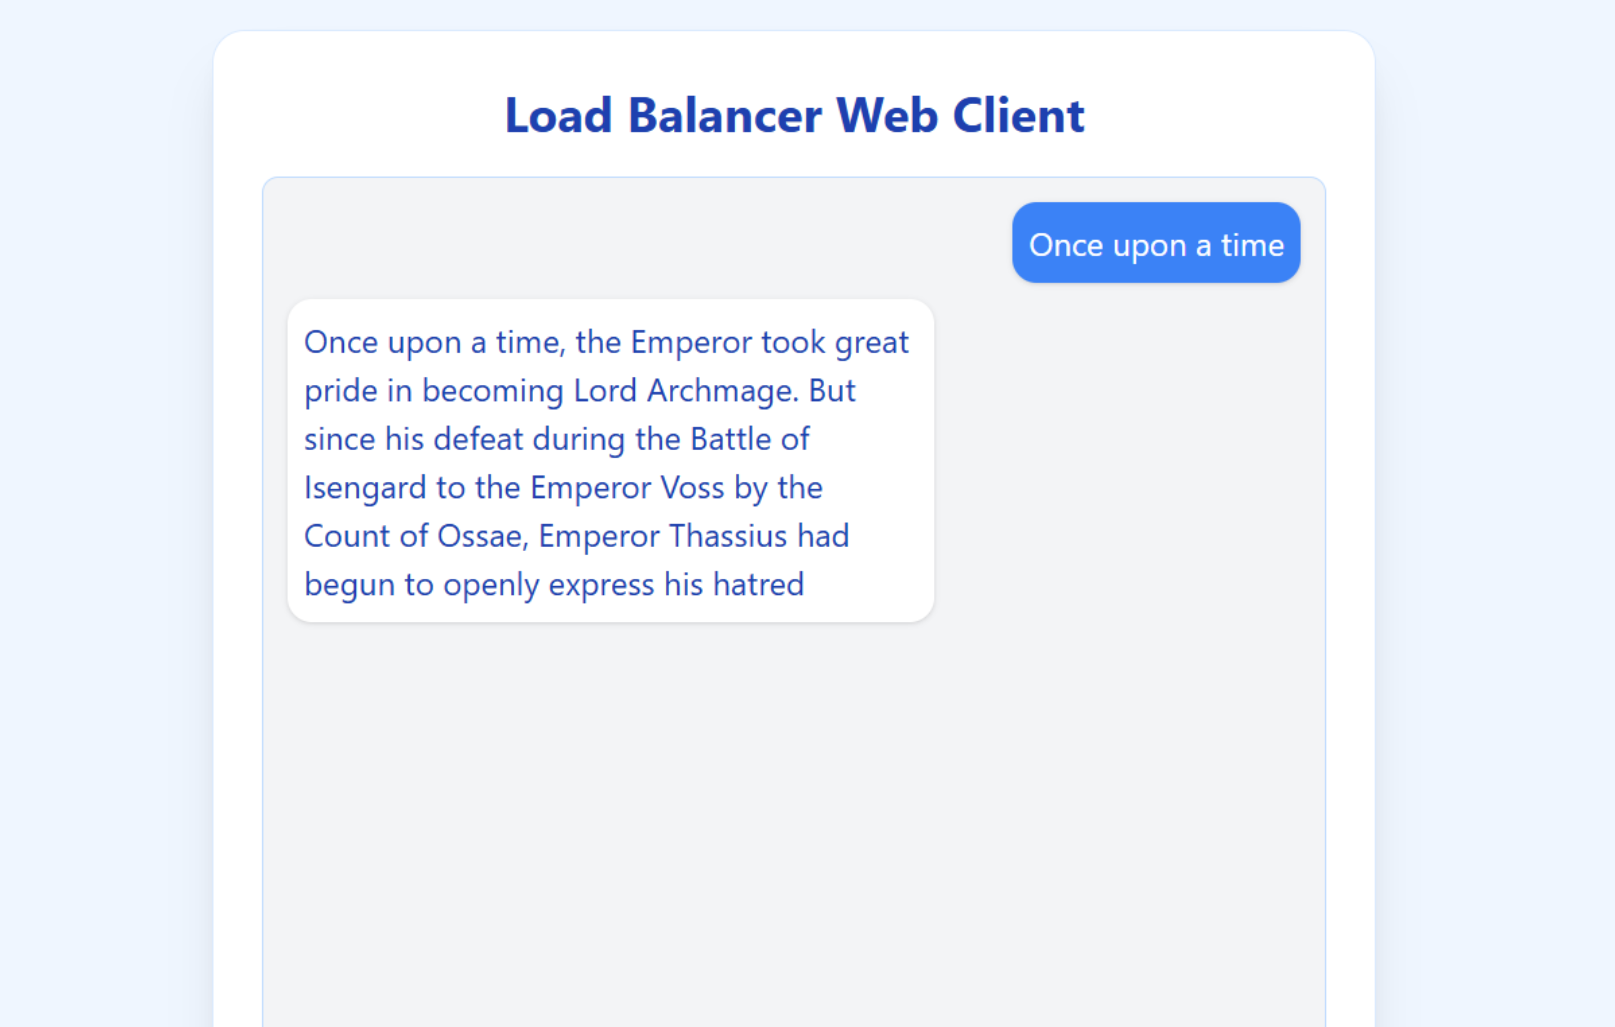 Load Balancer Web Client
Once upon a time
Once upon a time, the Emperor took great
pride in becoming Lord Archmage. But
since his defeat during the Battle of
Isengard to the Emperor Voss by the
Count of Ossae, Emperor Thassius had
begun to openly express his hatred